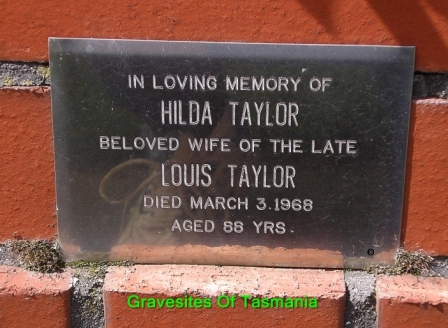 IN LOVING MEMORY OF
HILDA TAYLOR
BELOVED WIFE OF THE LATE
LOUIS TAYLOR
DIED MARCH 3.1968
AGED 88 YRS.
Gravesites Of Tasmania